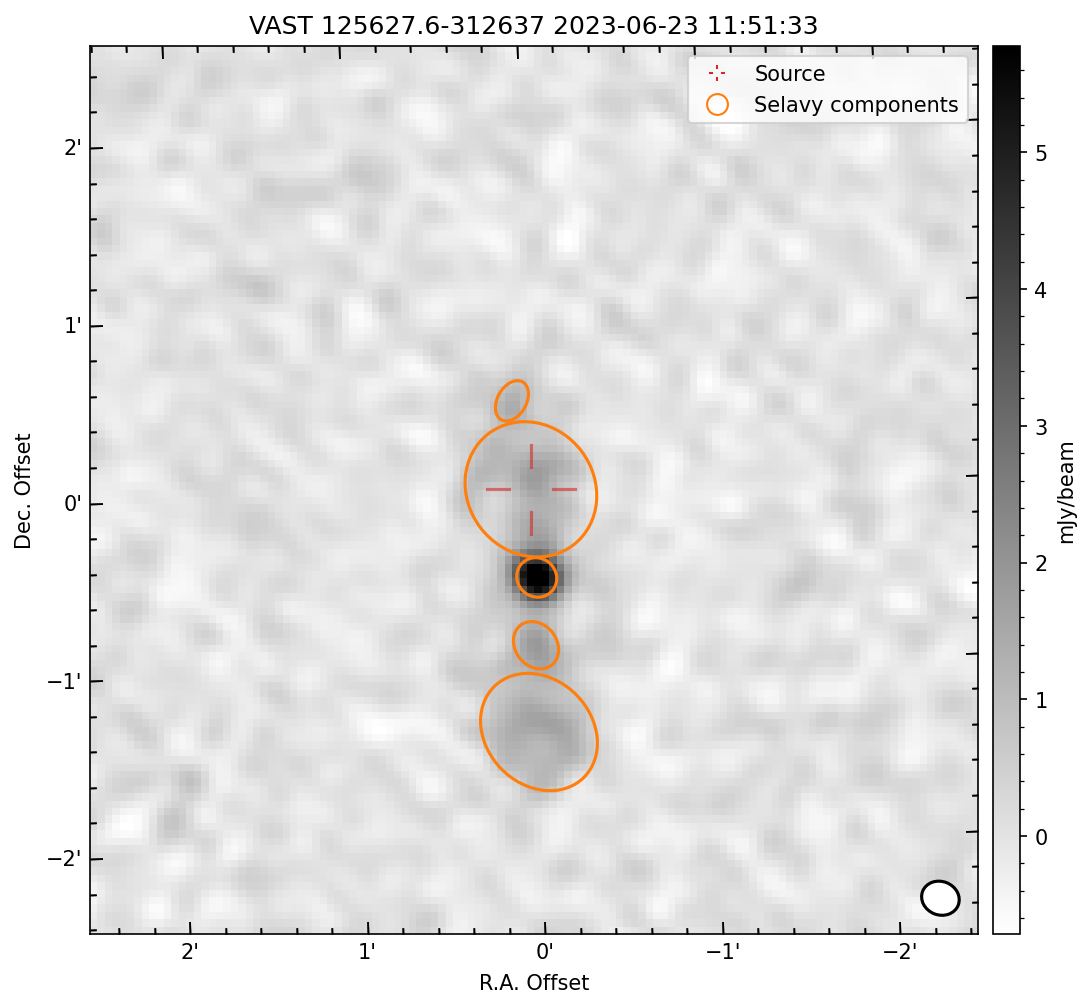 VAST 125627.6-312637 2023-06-23 11:51:33
Source
Selavy components
2'
1'
0'
−1'
−2'
Dec. Offset
2'
1'
0'
−1'
−2'
R.A. Offset
5
4
3
2
1
0
mJy/beam